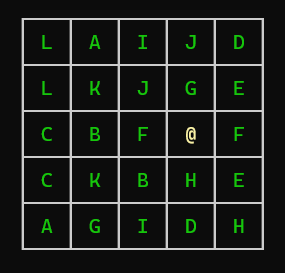 L A I J D
L K J G E
C B F @ F
C K B H E
A G I D H